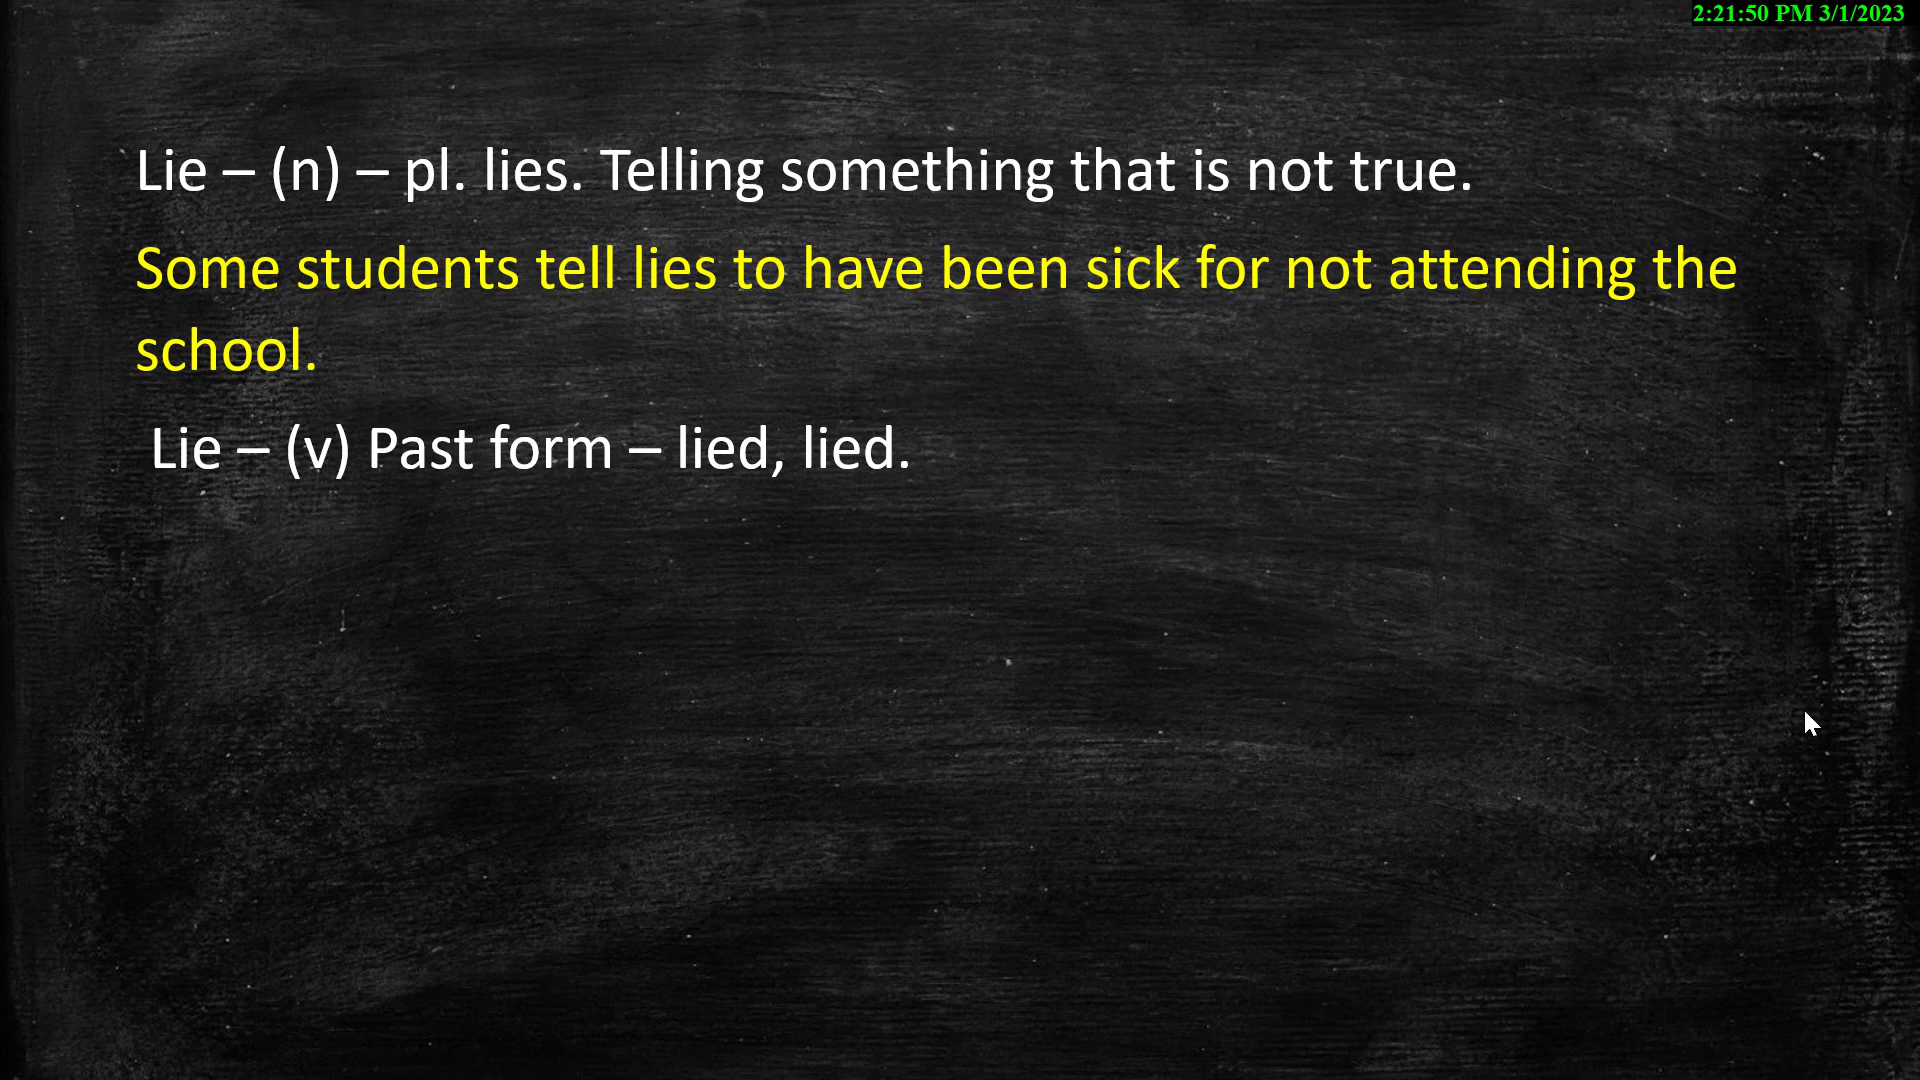 2:21:50 PM 3/1/2023
Lie – (n) – pl. lies. Telling something that is not true.
Some students tell lies to have been sick for not attending the
school.
Lie – (v) Past form – lied, lied.